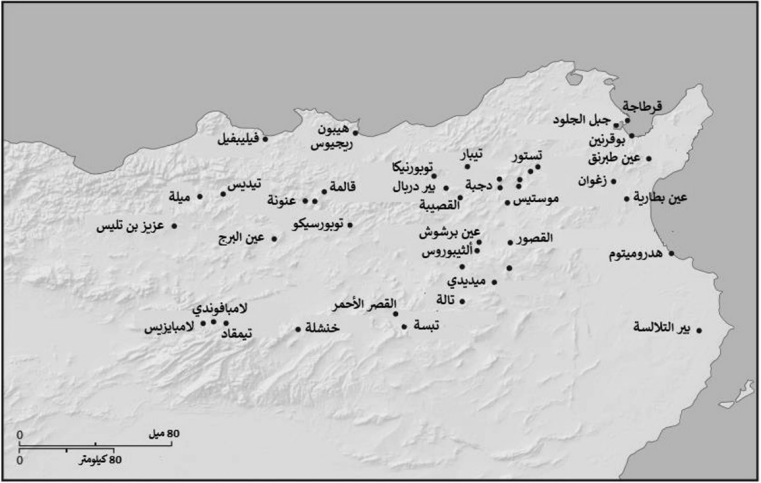 قرطاجة
جبل الجلود
هيبون
ريجيوس
فيليبفيل
بوقرنين
تيبار
تستور
عين طبرنق
توبورنيكا
زغوان
دجبة
بير دربال
تيديس
قالمة
ميلة
عنونة
القصيبة
موستيس
عين بطارية
توبورسيكو
عزيز بن تليس
عين البرج
عين برشوش
القصور
ألثيبوروس
هدروميتوم
ميديدي
تالة
القصر الأحمر
لامبافوندي
لامبايزيس
تيمقاد
خنشلة
تبسة
بير التلالسة
0 80 ميل
0 80 كيلومتر